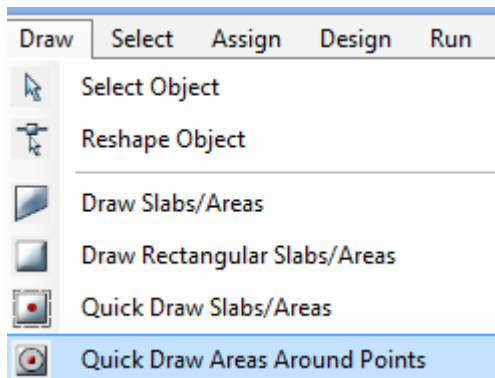 Draw Select Assign Design Run
Select Object
Reshape Object
Draw Slabs/Areas
Draw Rectangular Slabs/Areas
Quick Draw Slabs/Areas
Quick Draw Areas Around Points